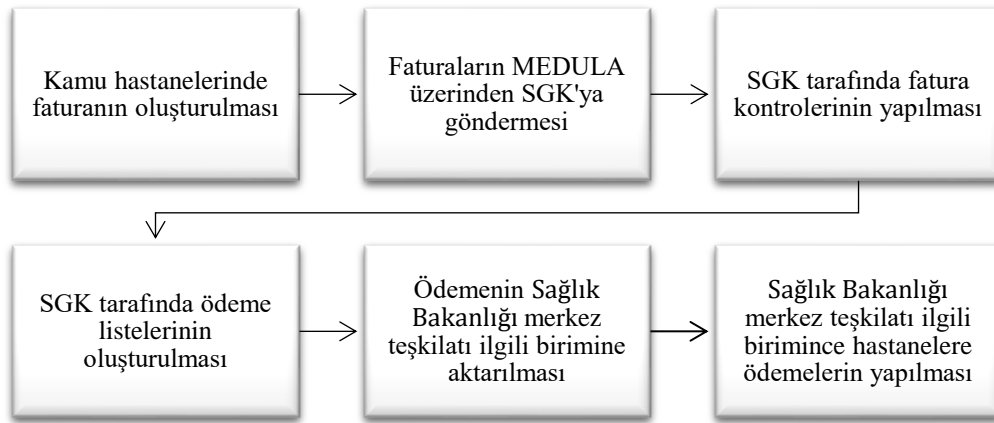 Kamu hastanelerinde
faturanın oluşturulması
Faturaların MEDULA
üzerinden SGK'ya
göndermesi
SGK tarafında fatura
kontrolerinin yapılması
SGK tarafında ödeme
listelerinin
oluşturulması
Ödemenin Sağlık
Bakanlığı merkez
teşkilatı ilgili birimine
aktarılması
Sağlık Bakanlığı
merkez teşkilatı ilgili
birimince hastanelere
ödemelerin yapılması